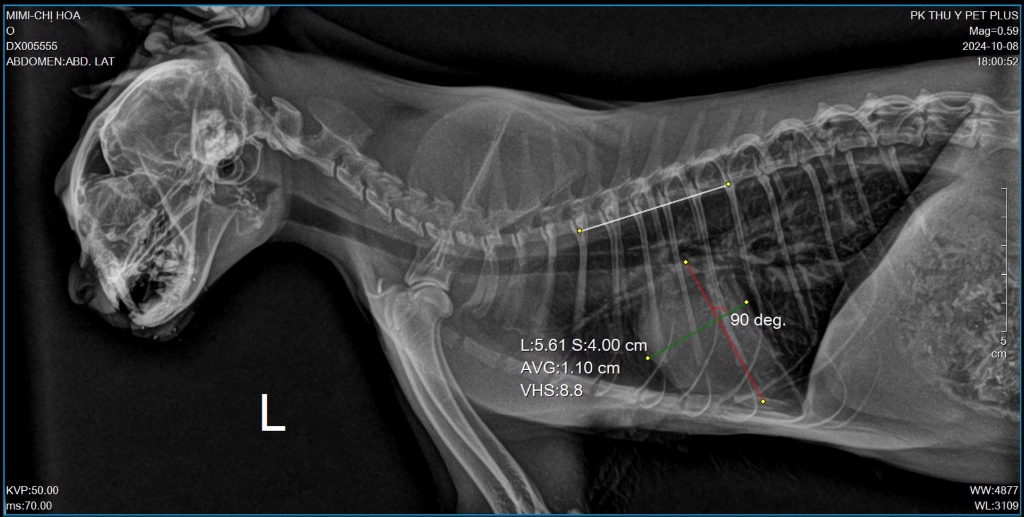 MIMI-CHỊ HOA
O
DX005555
ABDOMEN:ABD. LAT
PK THU Y PET PLUS
Mag=0.59
2024-10-08
18:00:52
90 deg.
L:5.61 S:4.00 cm
AVG:1.10 cm
VHS:8.8
5
cm
L
KVP:50.00
ms:70.00
WW:4877
WL:3109